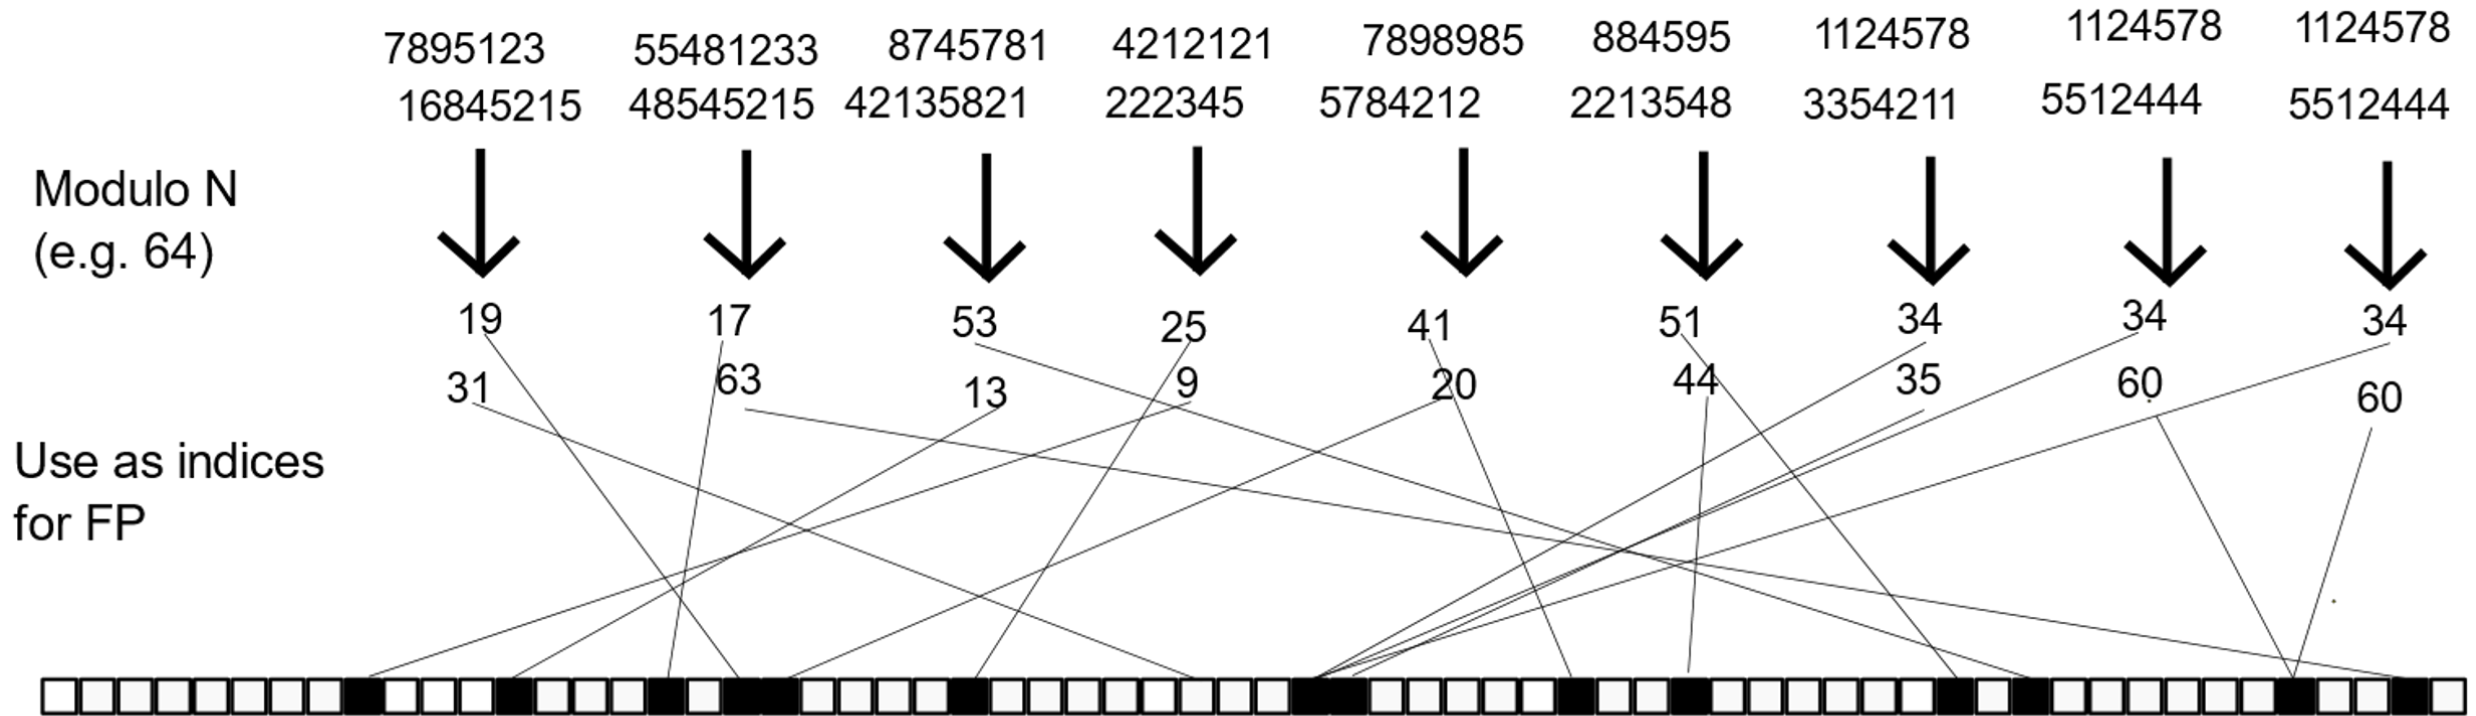 7895123 55481233 8745781 4212121 7898985 884595 1124578 1124578 1124578
16845215 48545215 42135821 222345 5784212 2213548 3354211 5512444 5512444
Modulo N
(e.g. 64)
19 17 53 25 41 51 34 34 34
31 63 13 9 20 44 35 60 60
Use as indices
for FP